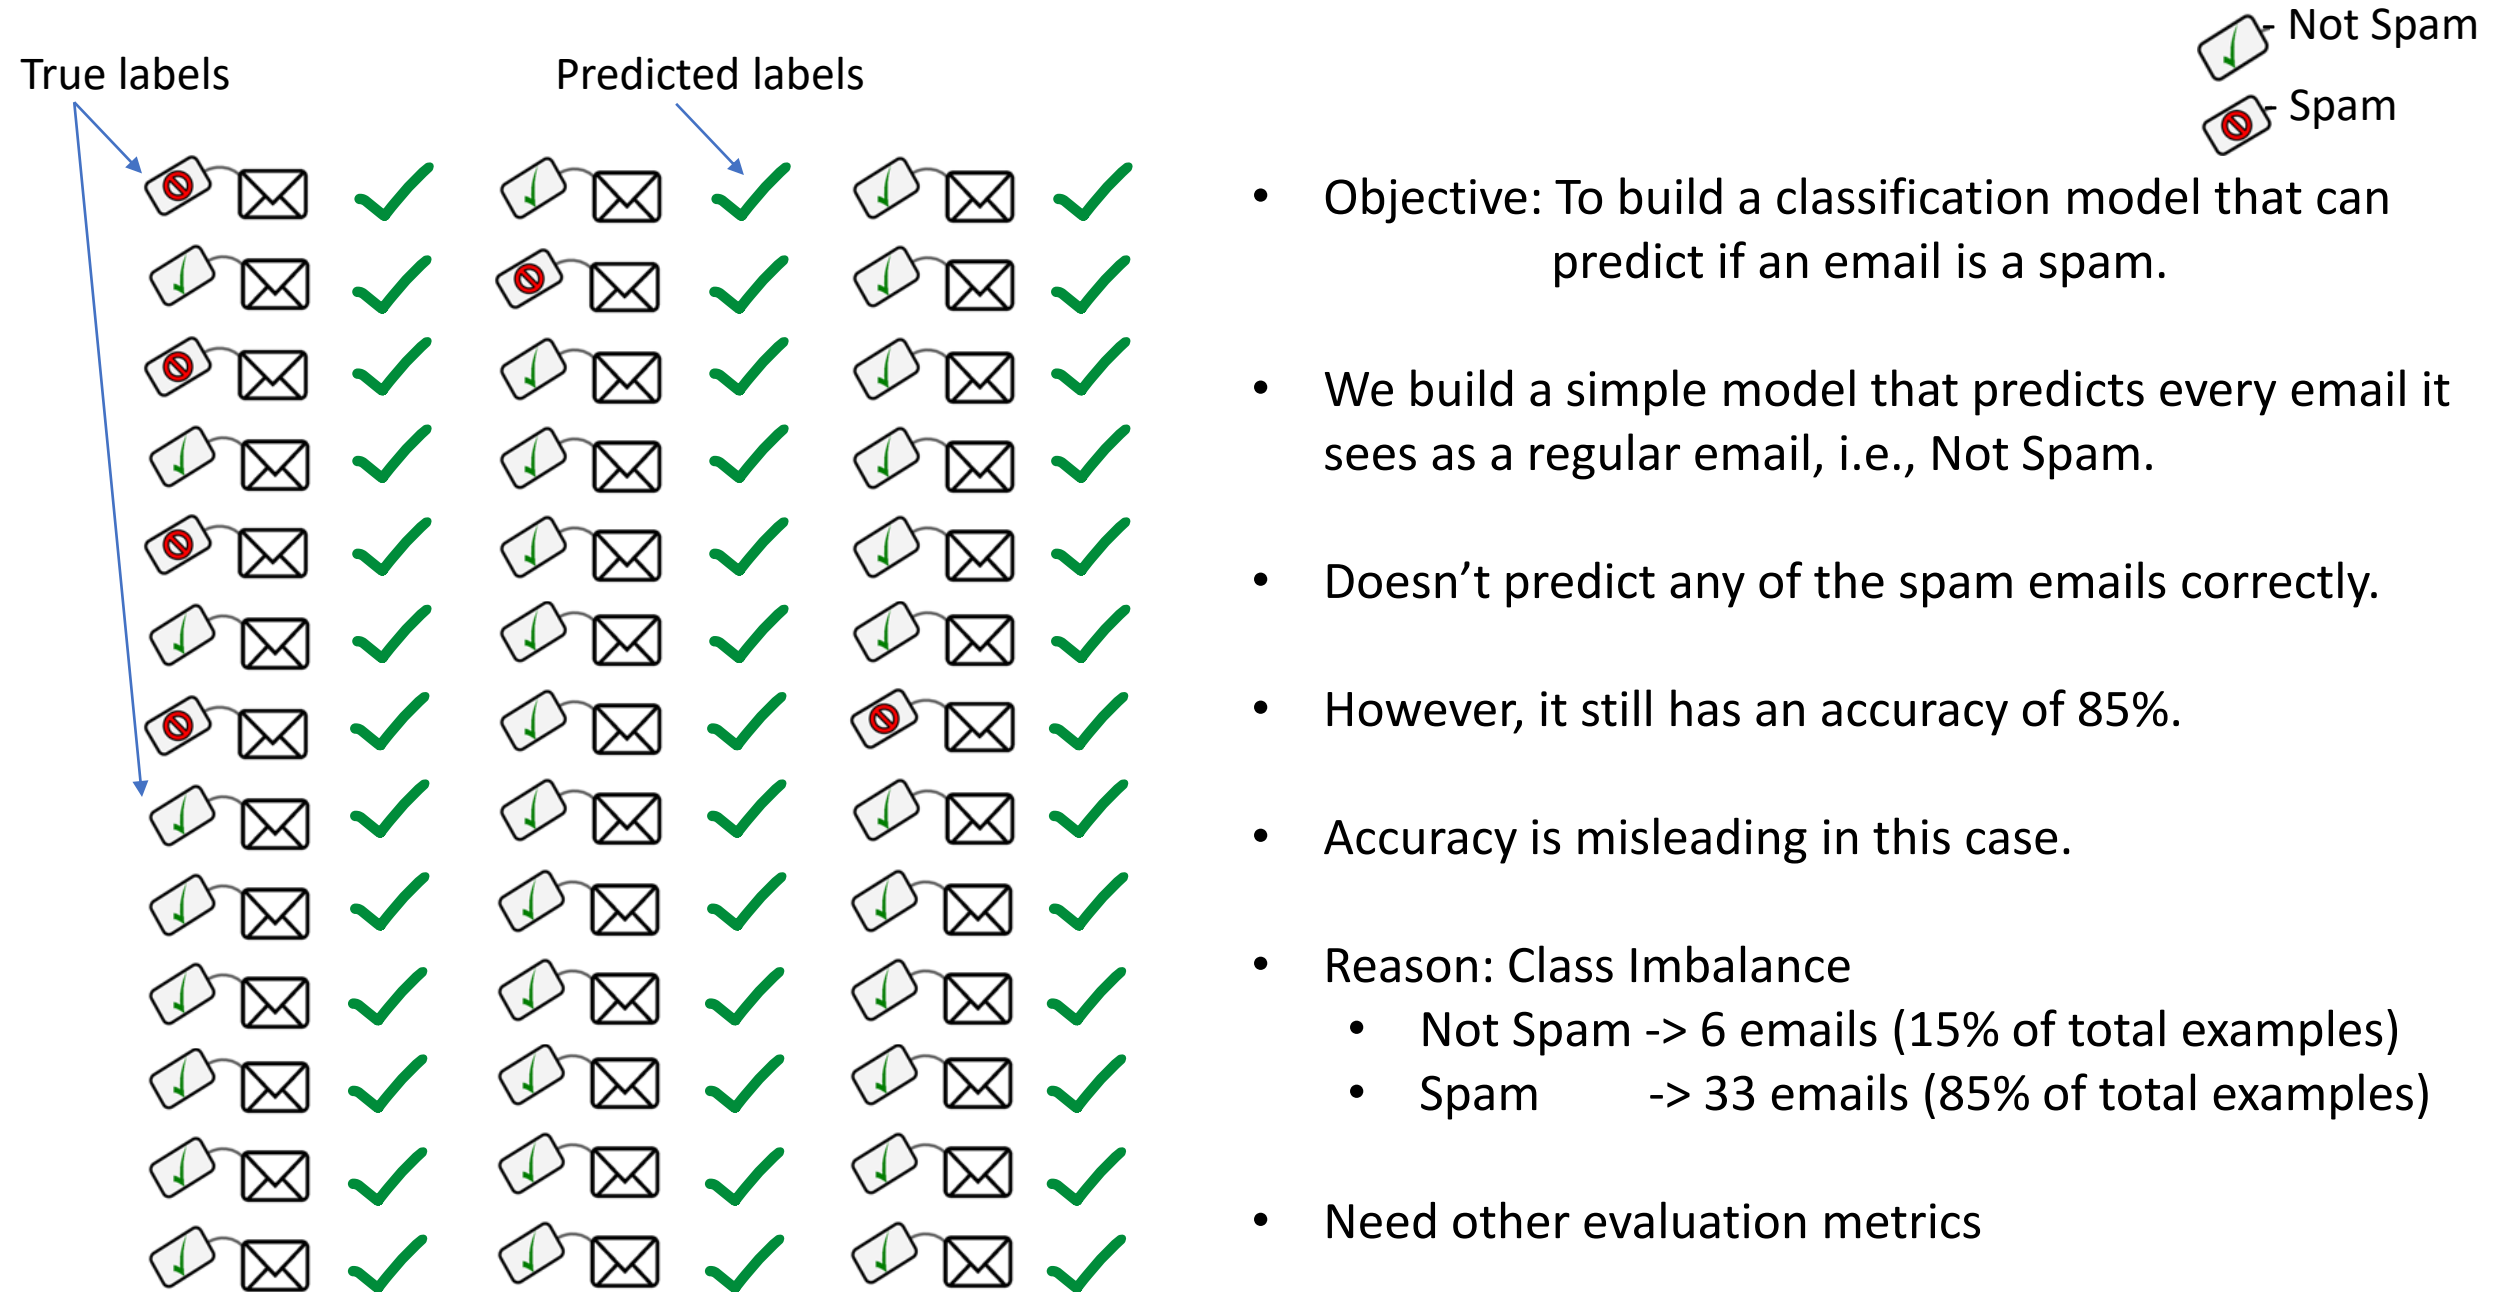 True labels
Predicted labels
- Not Spam
- Spam
• Objective: To build a classification model that can
predict if an email is a spam.
• We build a simple model that predicts every email it
sees as a regular email, i.e., Not Spam.
• Doesn't predict any of the spam emails correctly.
• However, it still has an accuracy of 85%.
• Accuracy is misleading in this case.
• Reason: Class Imbalance
• Not Spam -> 6 emails (15% of total examples)
• Spam -> 33 emails (85% of total examples)
• Need other evaluation metrics